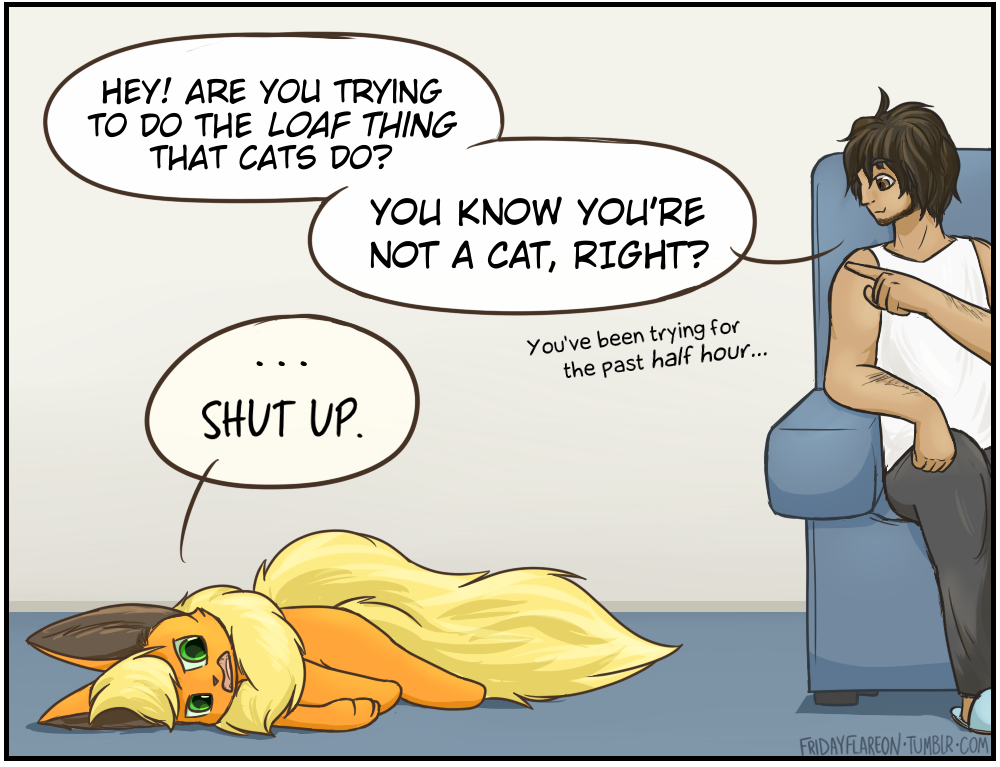 HEY! ARE YOU TRYING
TO DO THE LOAF THING
THAT CATS DO?
YOU KNOW YOU'RE
NOT A CAT, RIGHT?
You've been trying for
the past half hour...
...
SHUT UP.
FRIDAYFLAREON·TUMBLR·COM